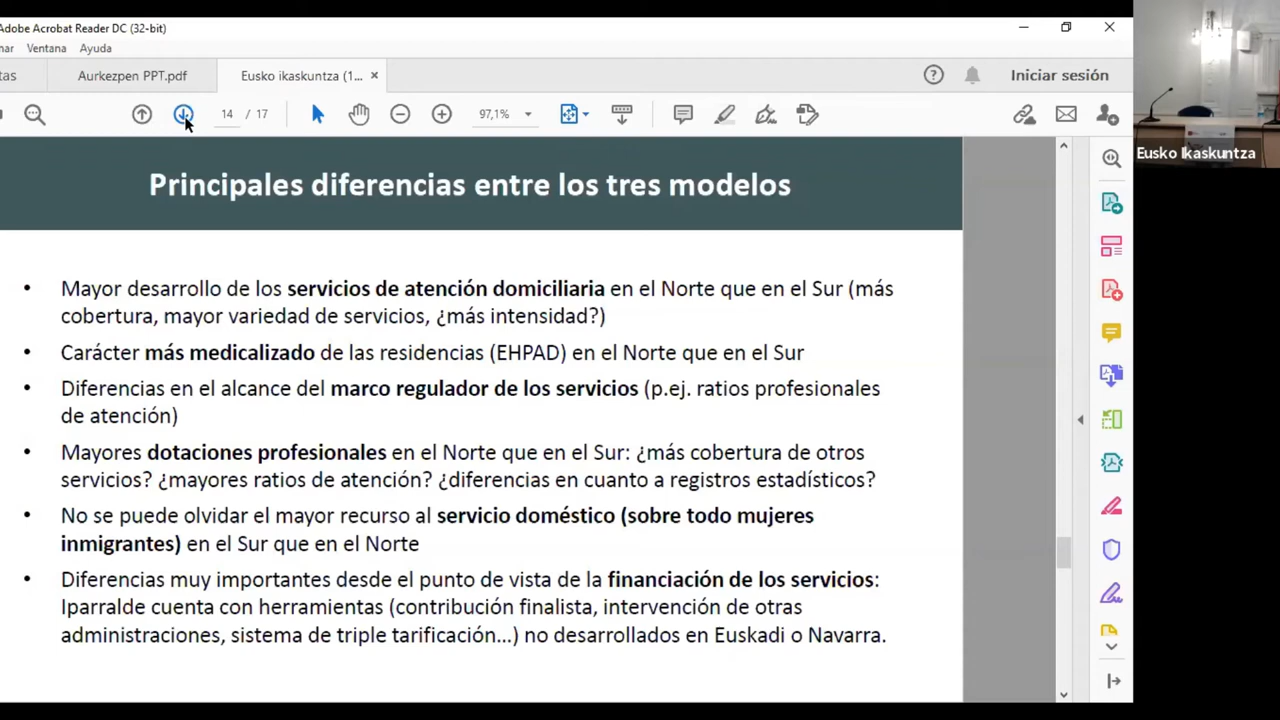 Adobe Acrobat Reader DC (32-bit)
nar Ventana Ayuda
tas Aurkezpen PPT.pdf Eusko ikaskuntza (1... × Iniciar sesión
14 / 17 97,1%
Eusko Ikaskuntza
Principales diferencias entre los tres modelos
• Mayor desarrollo de los servicios de atención domiciliaria en el Norte que en el Sur (más
cobertura, mayor variedad de servicios, ¿más intensidad?)
• Carácter más medicalizado de las residencias (EHPAD) en el Norte que en el Sur
• Diferencias en el alcance del marco regulador de los servicios (p.ej. ratios profesionales
de atención)
• Mayores dotaciones profesionales en el Norte que en el Sur: ¿más cobertura de otros
servicios? ¿mayores ratios de atención? ¿diferencias en cuanto a registros estadísticos?
• No se puede olvidar el mayor recurso al servicio doméstico (sobre todo mujeres
inmigrantes) en el Sur que en el Norte
• Diferencias muy importantes desde el punto de vista de la financiación de los servicios:
Iparralde cuenta con herramientas (contribución finalista, intervención de otras
administraciones, sistema de triple tarificación...) no desarrollados en Euskadi o Navarra.